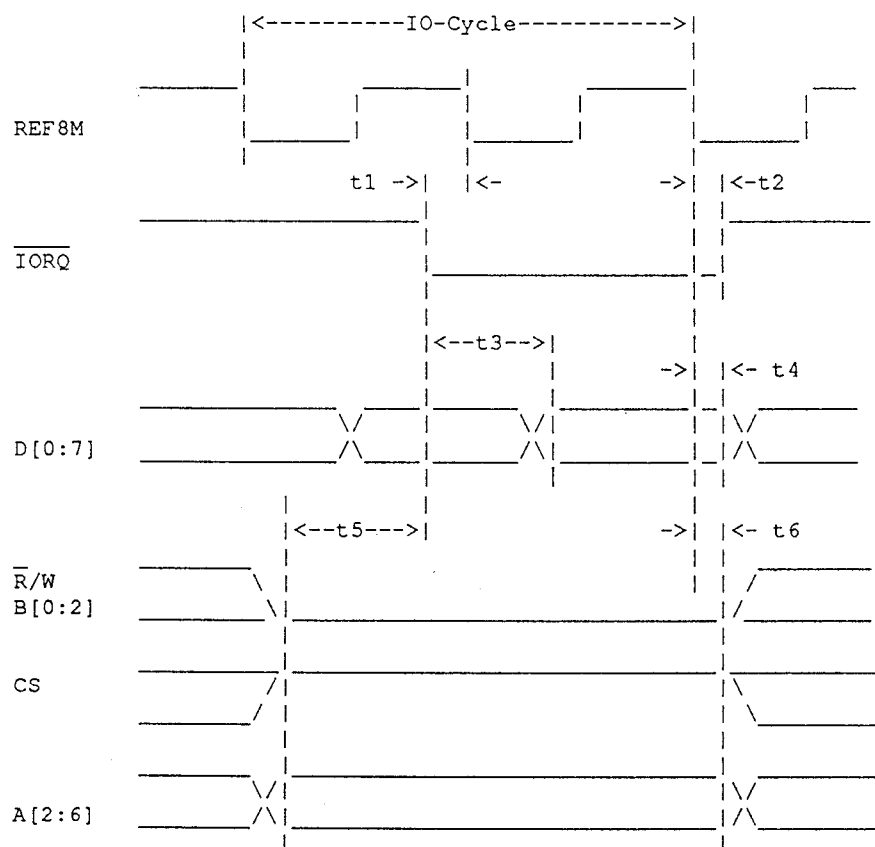 |<---------IO-Cycle----------->|
REF8M
t1 ->| |<- ->| |<-t2
IORQ
|<--t3-->|
->| |<- t4
D[0:7]
|<--t5--->| ->| |<- t6
R/W
B[0:2]
CS
A[2:6]